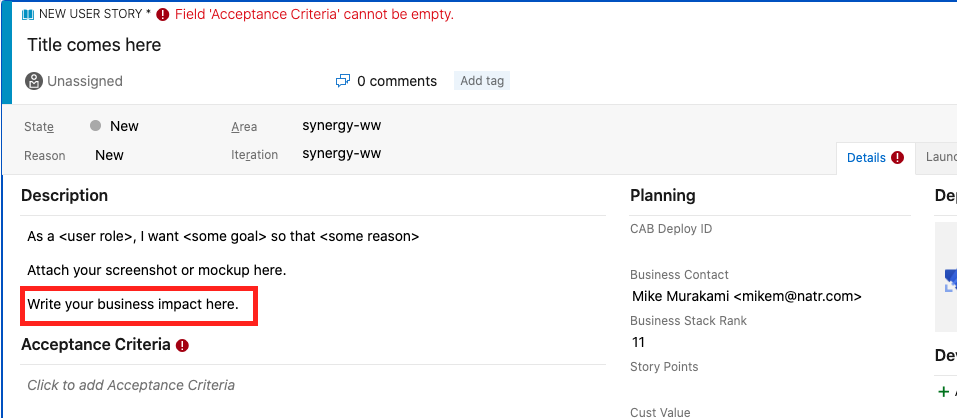 NEW USER STORY * Field 'Acceptance Criteria' cannot be empty.
Title comes here
Unassigned
0 comments
Add tag
State
New
Area
synergy-ww
Reason
New
Iteration
synergy-ww
Details
Description
As a <user role>, I want <some goal> so that <some reason>
Attach your screenshot or mockup here.
Write your business impact here.
Acceptance Criteria
Click to add Acceptance Criteria
Planning
CAB Deploy ID
Business Contact
Mike Murakami <mikem@natr.com>
Business Stack Rank
11
Story Points
Cust Value